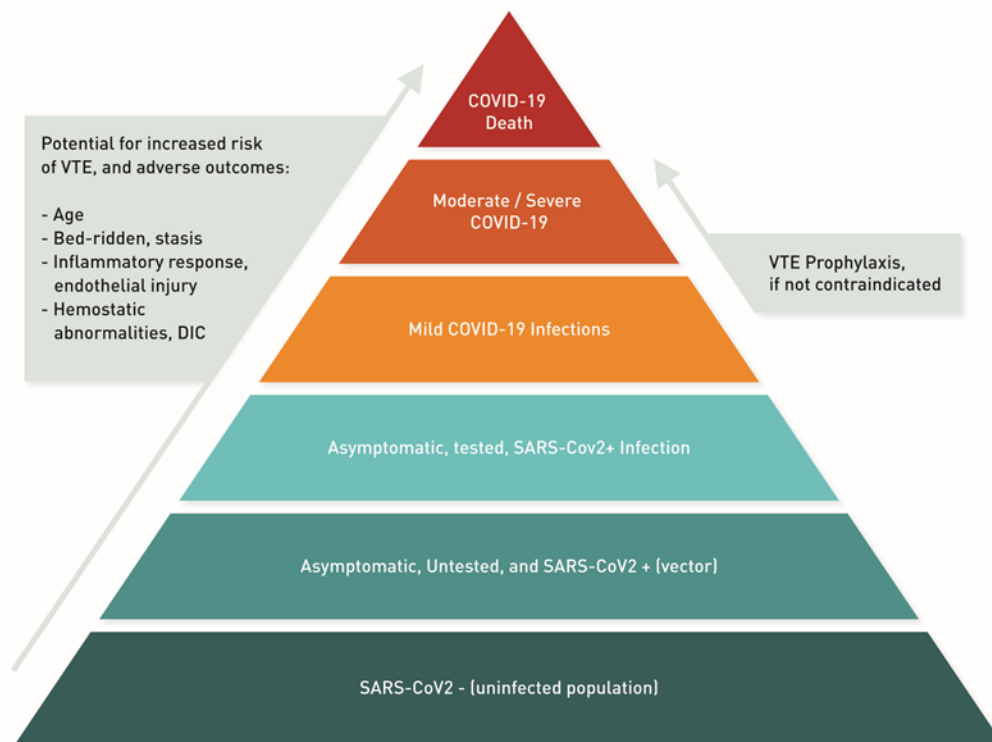 COVID-19
Death
Potential for increased risk
of VTE, and adverse outcomes:
- Age
- Bed-ridden, stasis
- Inflammatory response,
endothelial injury
- Hemostatic
abnormalities, DIC
Moderate / Severe
COVID-19
VTE Prophylaxis,
if not contraindicated
Mild COVID-19 Infections
Asymptomatic, tested, SARS-Cov2+ Infection
Asymptomatic, Untested, and SARS-CoV2 + (vector)
SARS-CoV2 - (uninfected population)